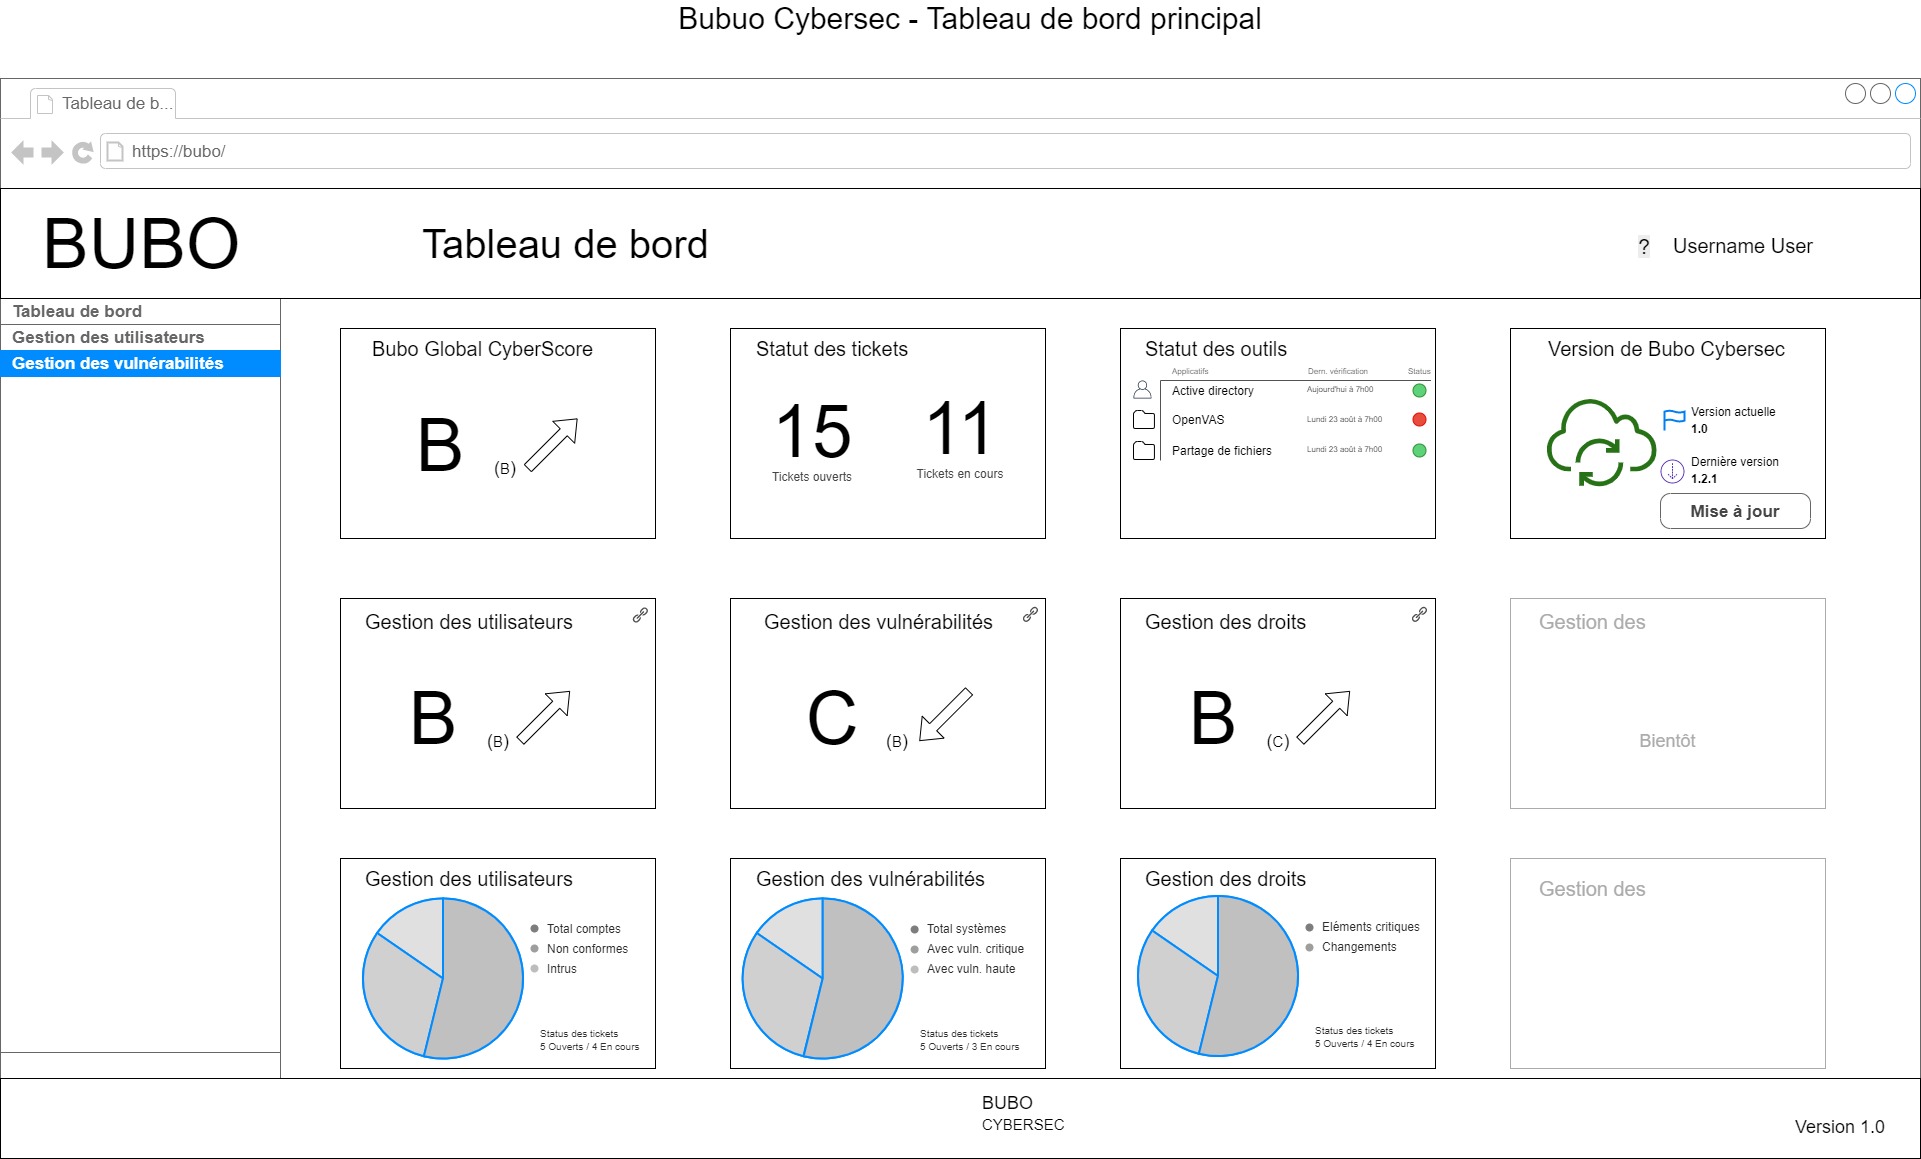 Bubuo Cybersec - Tableau de bord principal
Tableau de b...
https://bubo/
BUBO
Tableau de bord
?
Username User
Tableau de bord
Gestion des utilisateurs
Gestion des vulnérabilités
Bubo Global CyberScore
B
(B)
Statut des tickets
15
11
Tickets ouverts
Tickets en cours
Statut des outils
Applicatifs Dern. vérification Status
Active directory Aujourd'hui à 7h00
OpenVAS Lundi 23 août à 7h00
Partage de fichiers Lundi 23 août à 7h00
Version de Bubo Cybersec
Version actuelle
1.0
Dernière version
1.2.1
Mise à jour
Gestion des utilisateurs
B
(B)
Gestion des vulnérabilités
C
(B)
Gestion des droits
B
(C)
Gestion des
Bientôt
Gestion des utilisateurs
Total comptes
Non conformes
Intrus
Status des tickets
5 Ouverts / 4 En cours
Gestion des vulnérabilités
Total systèmes
Avec vuln. critique
Avec vuln. haute
Status des tickets
5 Ouverts / 3 En cours
Gestion des droits
Eléments critiques
Changements
Status des tickets
5 Ouverts / 4 En cours
Gestion des
BUBO
CYBERSEC
Version 1.0